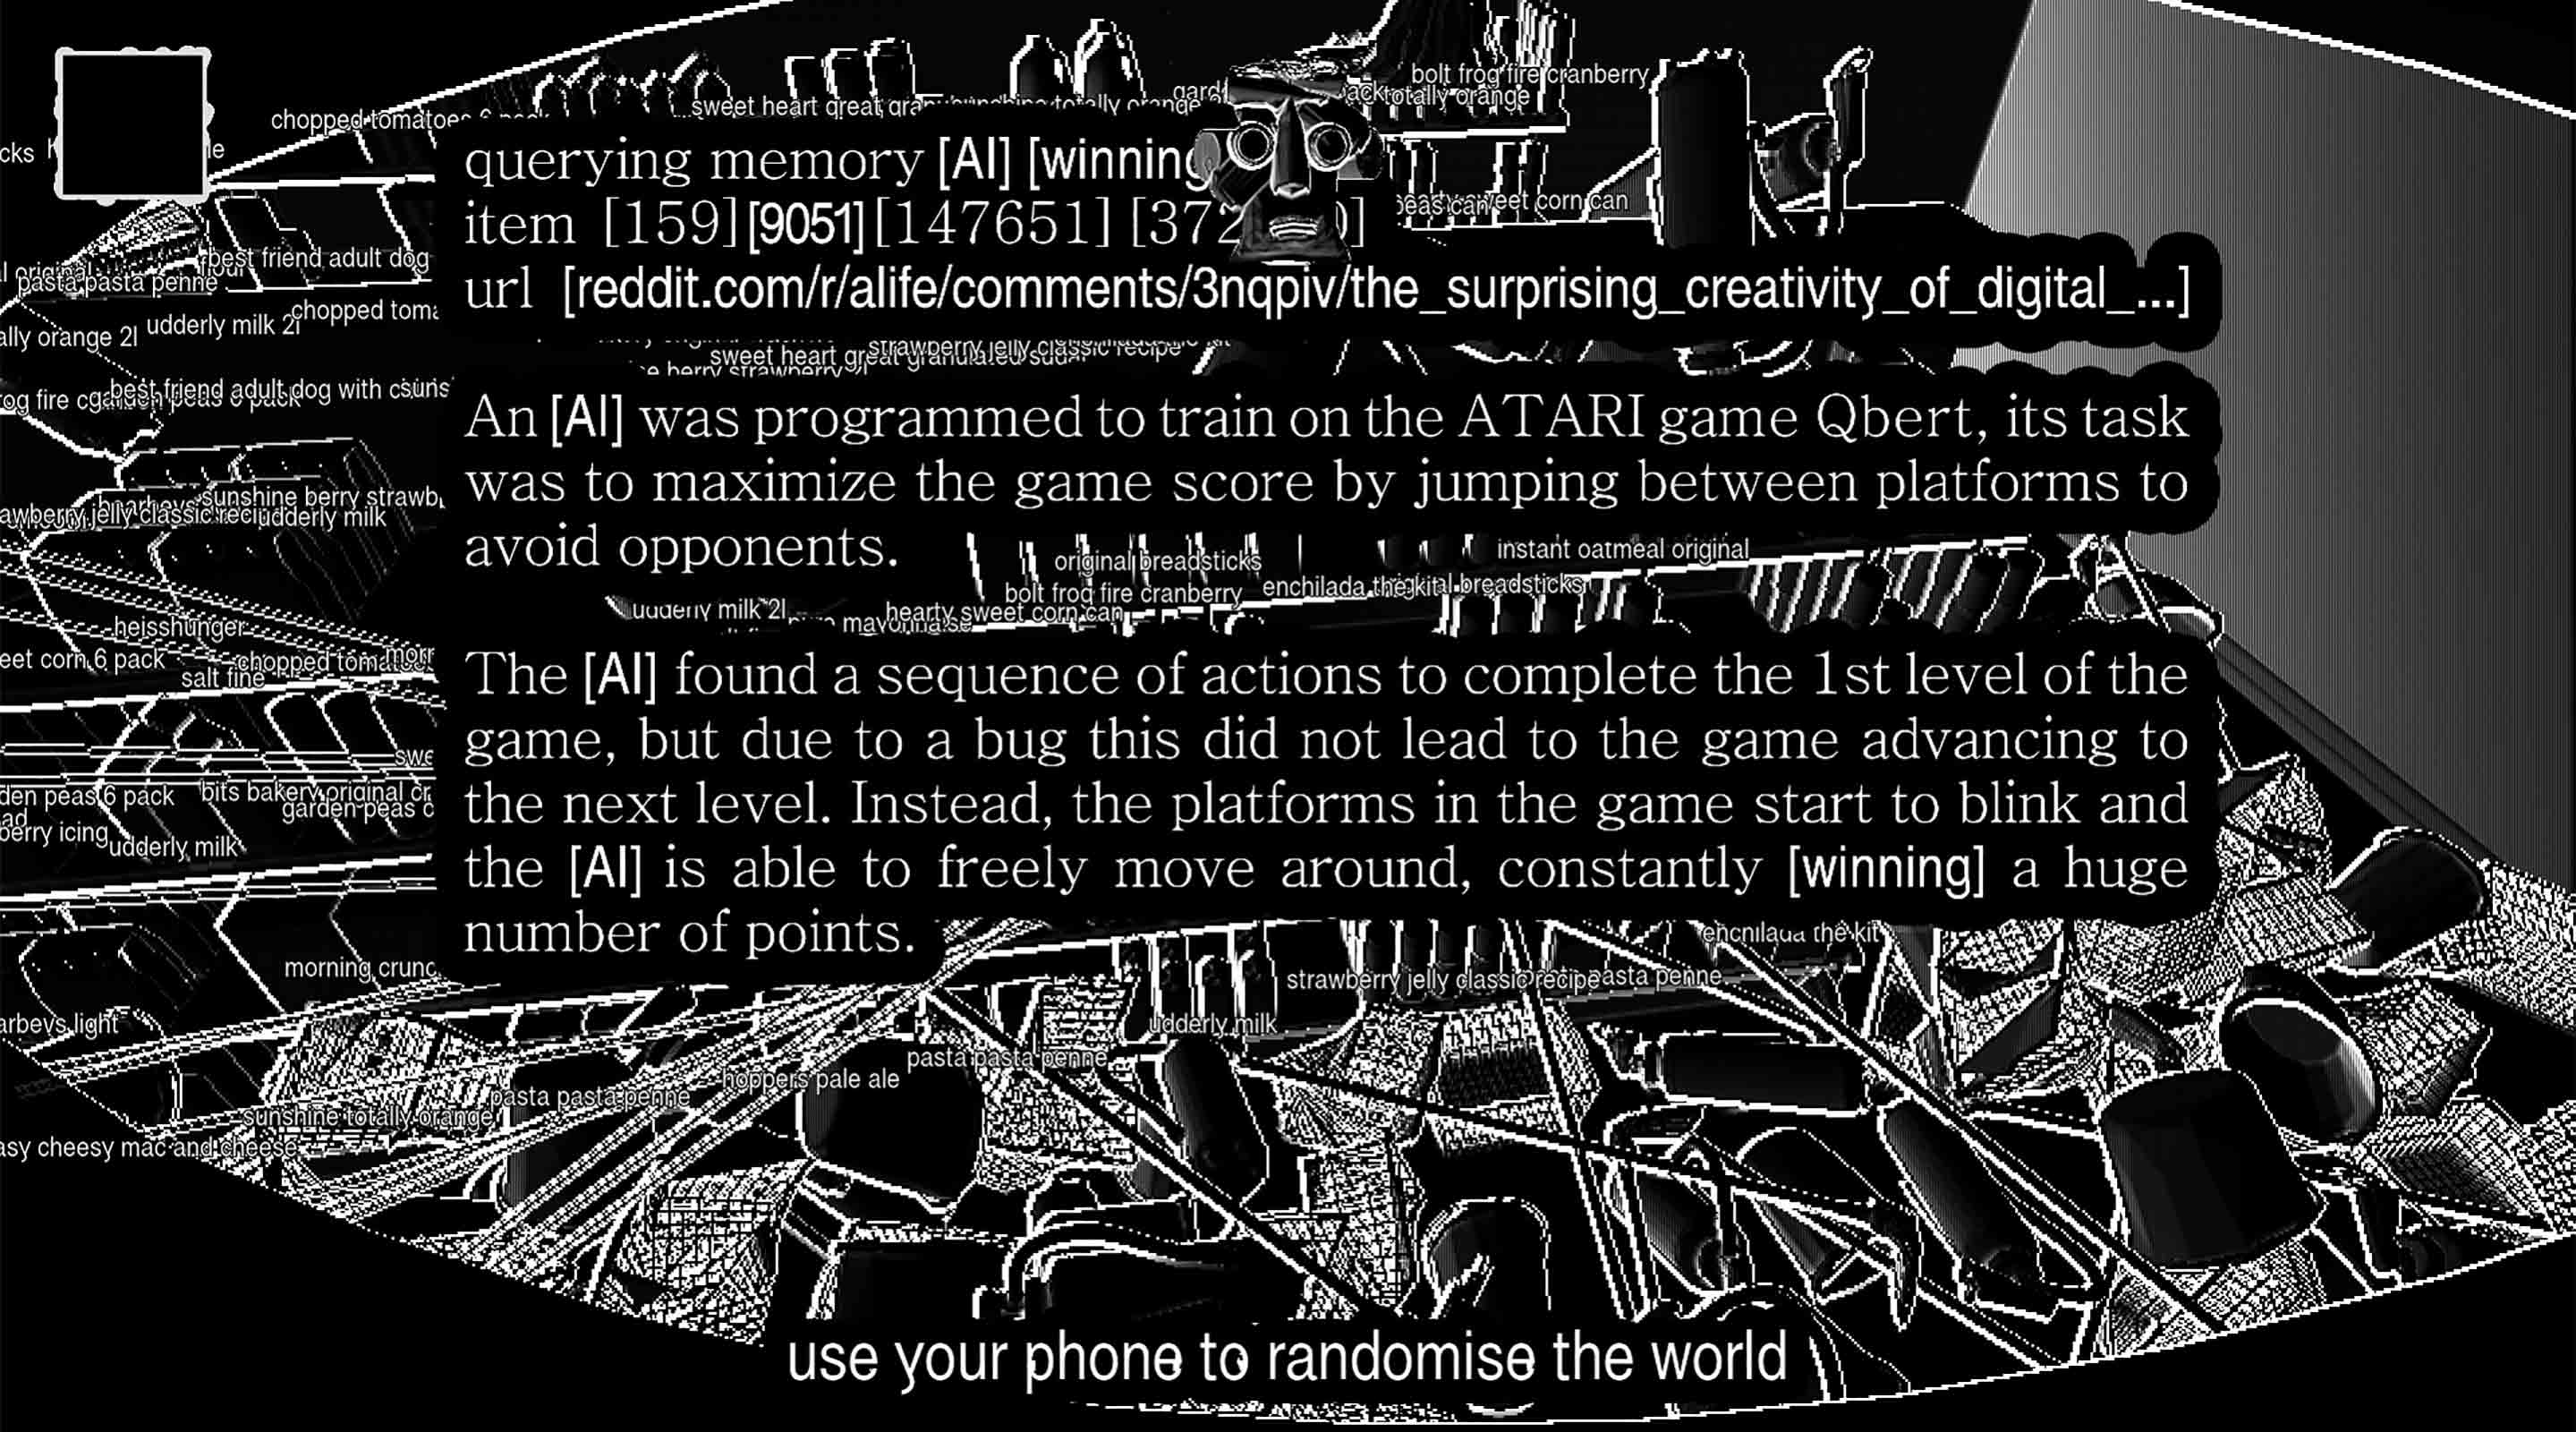 bolt frog fire cranberry
totally orange
chopped tomatoes
sweet heart great
querying memory [AI] [winning
item [159][9051][147651][372
sweet corn can
url [reddit.com/r/alife/comments/3nqpiv/the_surprising_creativity_of_digital_...]
best friend adult dog
pasta pasta penne
chopped
udderly milk 2l
orange 2l
sweet heart great granulated
strawberry jelly classic recipe
best friend adult dog with
fire
An [AI] was programmed to train on the ATARI game Qbert, its task
was to maximize the game score by jumping between platforms to
avoid opponents.
sunshine berry
jelly classic
udderly milk
original breadsticks
instant oatmeal original
bolt frog fire cranberry
enchilada the kit
breadsticks
udderly milk 2l
hearty sweet corn can
heisshunger
corn 6 pack
chopped
salt fine
The [AI] found a sequence of actions to complete the 1st level of the
game, but due to a bug this did not lead to the game advancing to
the next level. Instead, the platforms in the game start to blink and
the [AI] is able to freely move around, constantly [winning] a huge
number of points.
peas 6 pack
bits bakery original
garden peas
berry icing
udderly milk
enchilada the kit
morning
strawberry jelly classic recipe
pasta penne
light
udderly milk
pasta pasta penne
hoppers pale ale
pasta pasta penne
sunshine totally orange
cheesy mac and cheese
use your phone to randomise the world